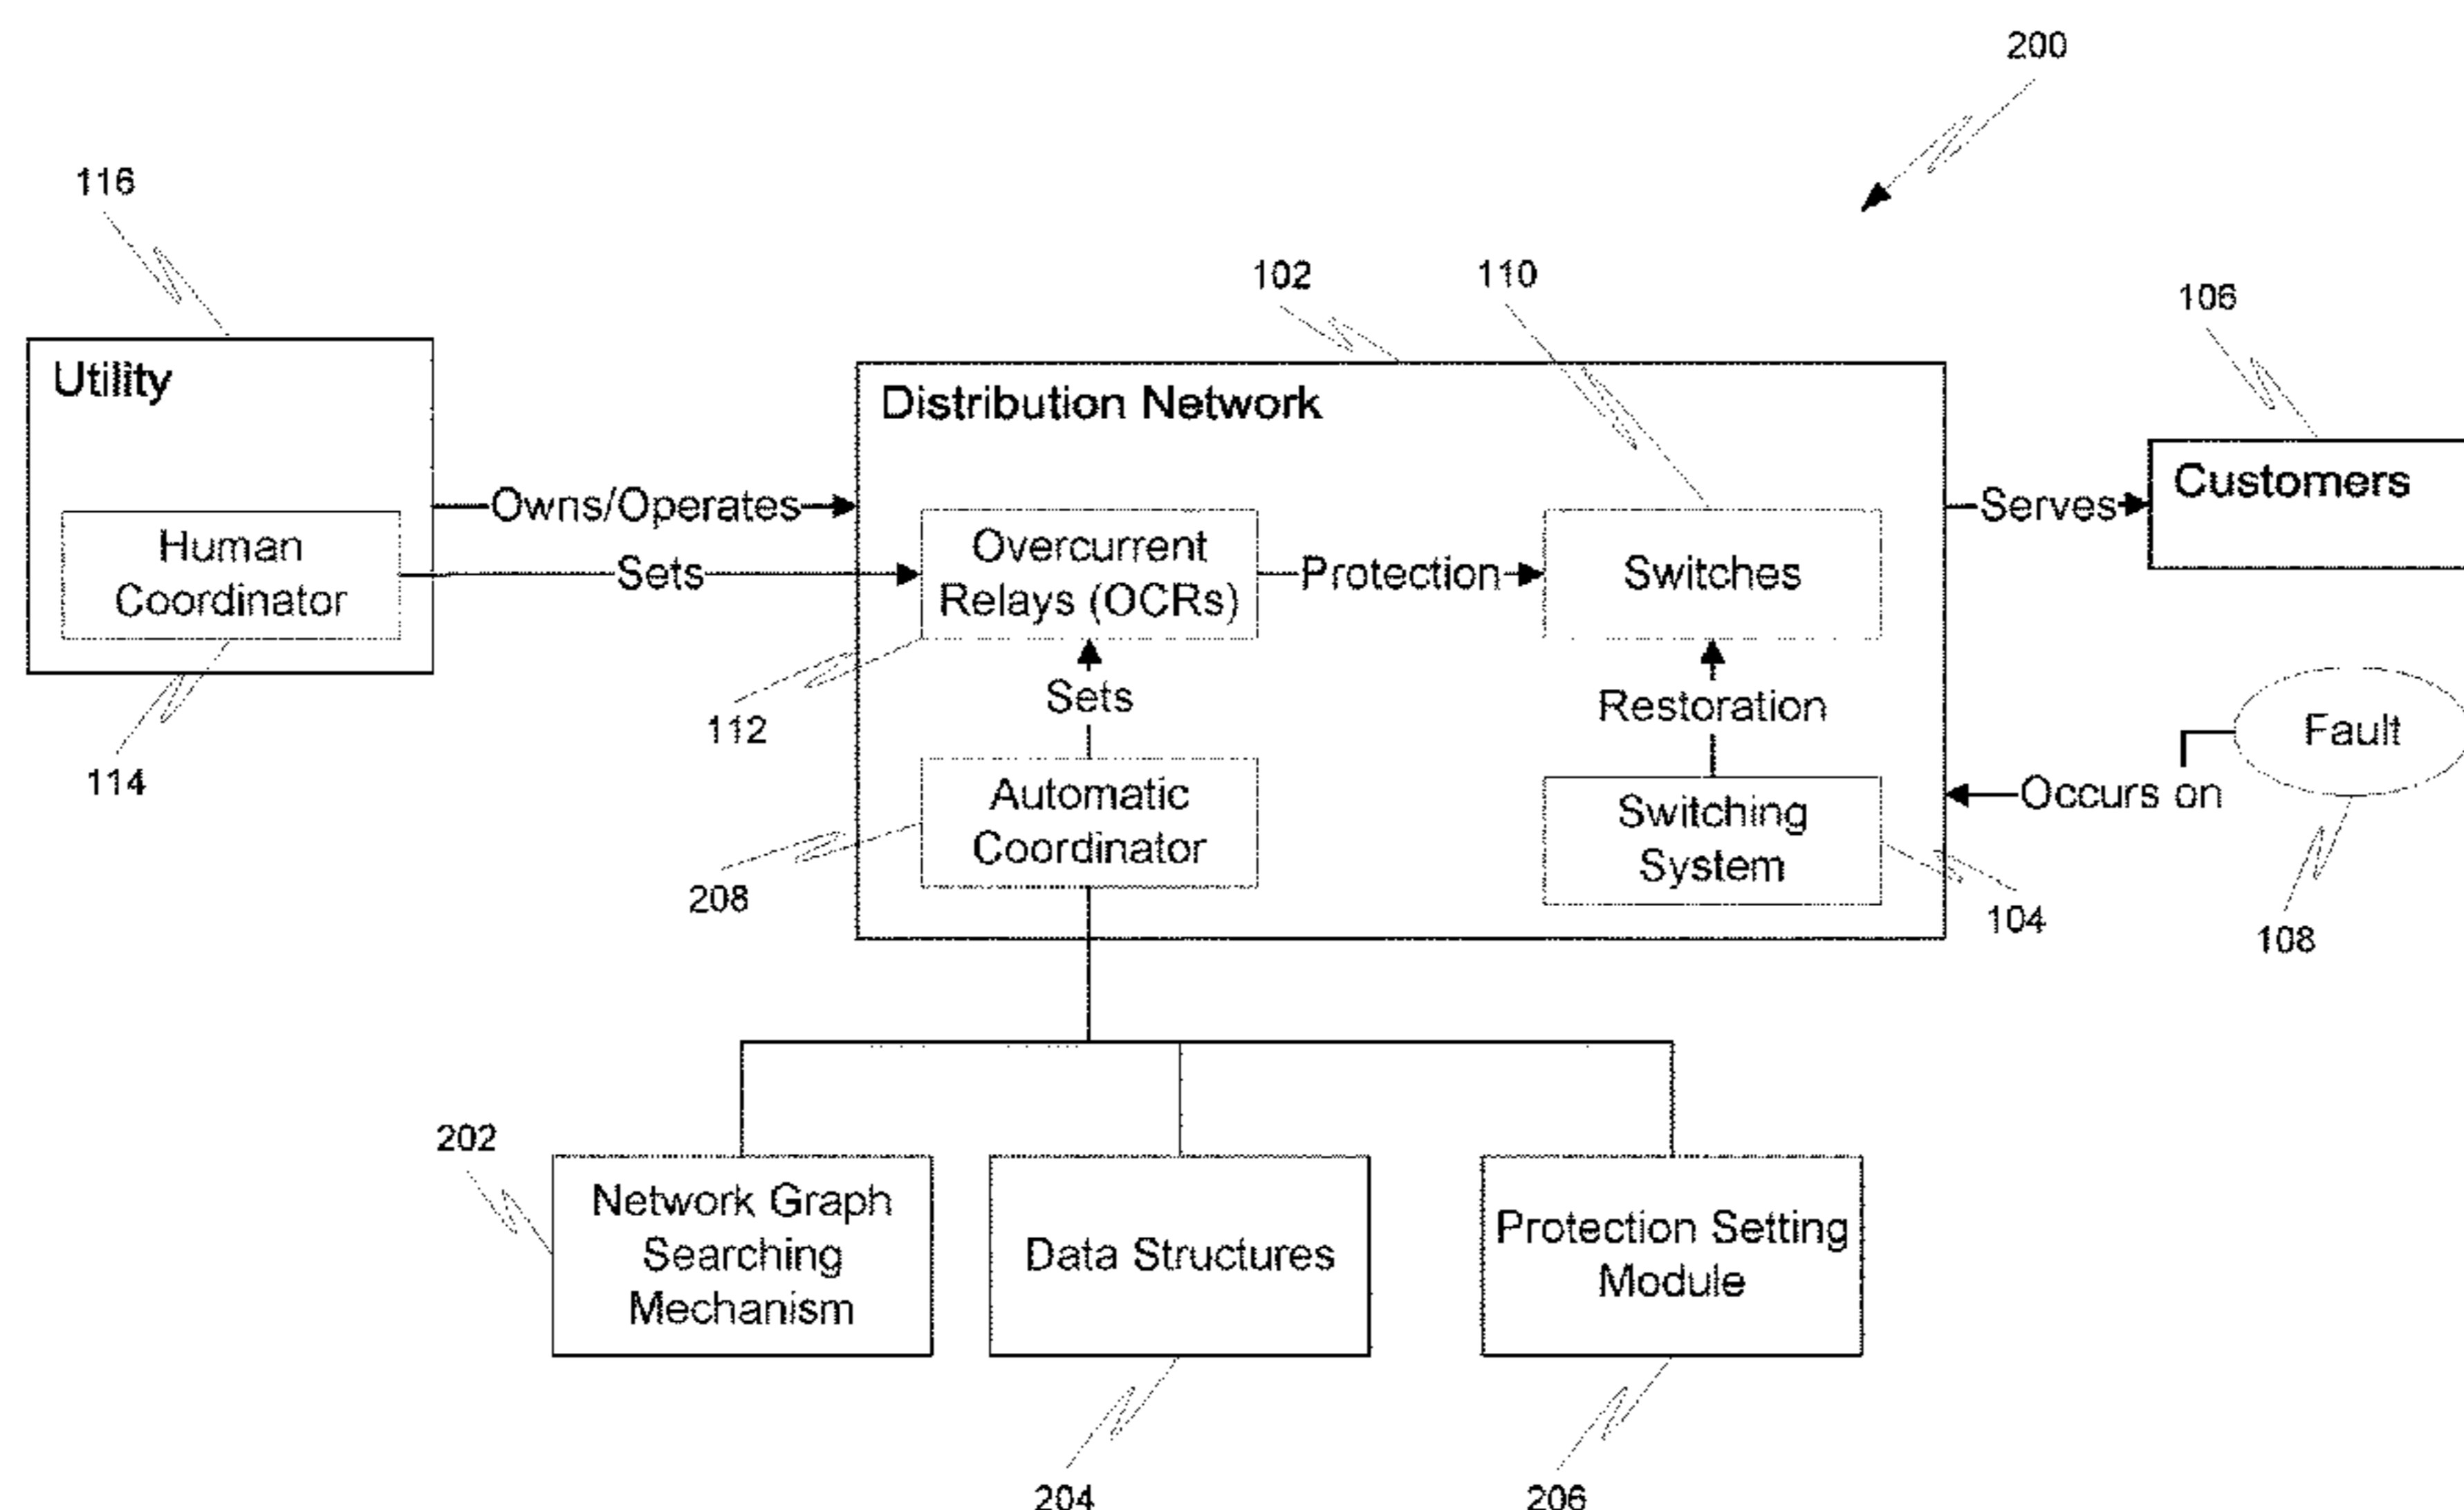 200
116
102
110
106
Utility
Distribution Network
Customers
Owns/Operates
Serves
Human
Coordinator
Sets
Overcurrent
Relays (OCRs)
Protection
Switches
112
Sets
Restoration
Fault
114
Automatic
Coordinator
Switching
System
Occurs on
208
104
108
202
Network Graph
Searching
Mechanism
Data Structures
Protection Setting
Module
204
206